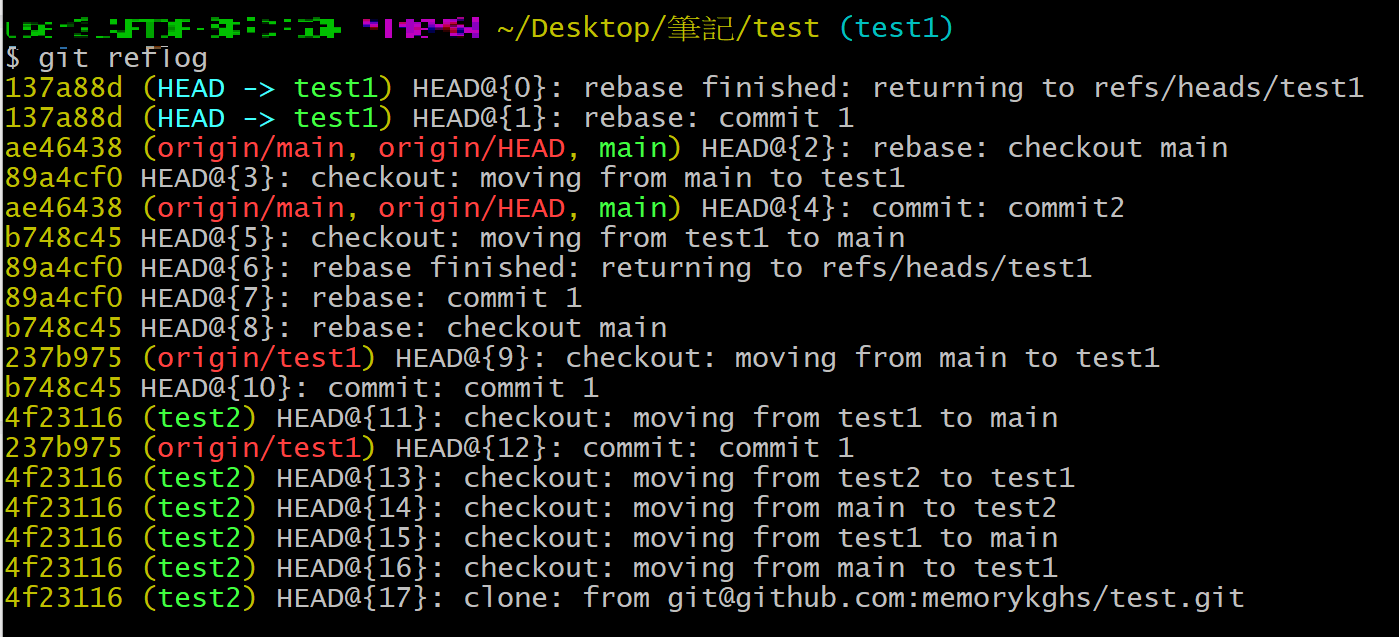 ~/Desktop/筆記/test (test1)
$ git reflog
137a88d (HEAD -> test1) HEAD@{0}: rebase finished: returning to refs/heads/test1
137a88d (HEAD -> test1) HEAD@{1}: rebase: commit 1
ae46438 (origin/main, origin/HEAD, main) HEAD@{2}: rebase: checkout main
89a4cf0 HEAD@{3}: checkout: moving from main to test1
ae46438 (origin/main, origin/HEAD, main) HEAD@{4}: commit: commit2
b748c45 HEAD@{5}: checkout: moving from test1 to main
89a4cf0 HEAD@{6}: rebase finished: returning to refs/heads/test1
89a4cf0 HEAD@{7}: rebase: commit 1
b748c45 HEAD@{8}: rebase: checkout main
237b975 (origin/test1) HEAD@{9}: checkout: moving from main to test1
b748c45 HEAD@{10}: commit: commit 1
4f23116 (test2) HEAD@{11}: checkout: moving from test1 to main
237b975 (origin/test1) HEAD@{12}: commit: commit 1
4f23116 (test2) HEAD@{13}: checkout: moving from test2 to test1
4f23116 (test2) HEAD@{14}: checkout: moving from main to test2
4f23116 (test2) HEAD@{15}: checkout: moving from test1 to main
4f23116 (test2) HEAD@{16}: checkout: moving from main to test1
4f23116 (test2) HEAD@{17}: clone: from git@github.com:memorykghs/test.git